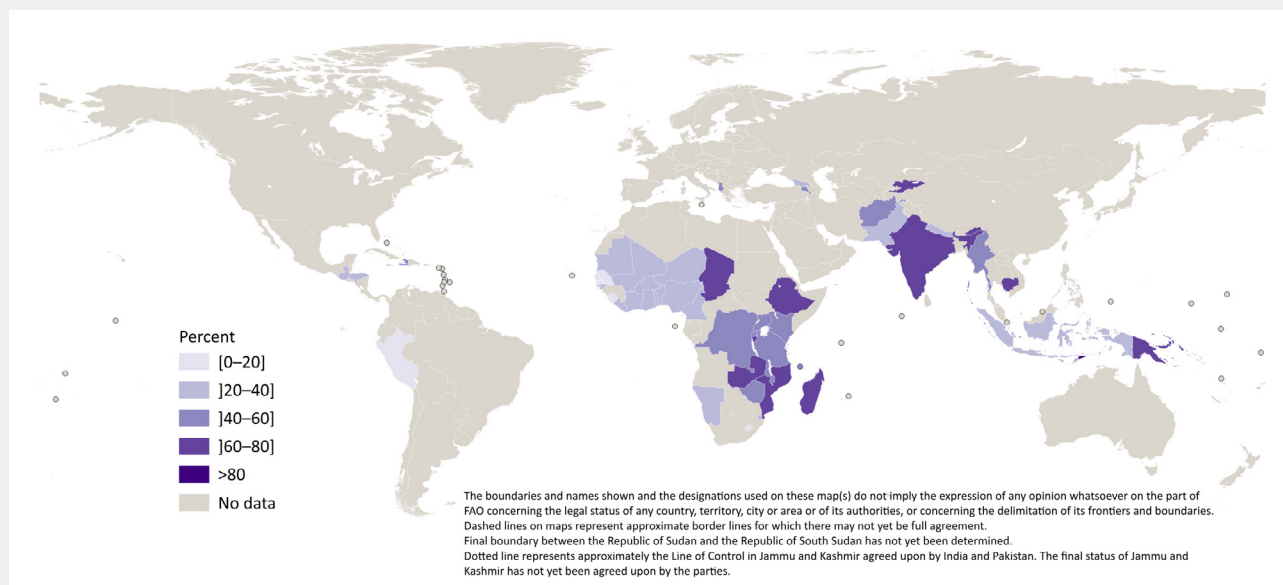 Percent
[0–20]
]20–40]
]40–60]
]60–80]
>80
No data
The boundaries and names shown and the designations used on these map(s) do not imply the expression of any opinion whatsoever on the part of
FAO concerning the legal status of any country, territory, city or area or of its authorities, or concerning the delimitation of its frontiers and boundaries.
Dashed lines on maps represent approximate border lines for which there may not yet be full agreement.
Final boundary between the Republic of Sudan and the Republic of South Sudan has not yet been determined.
Dotted line represents approximately the Line of Control in Jammu and Kashmir agreed upon by India and Pakistan. The final status of Jammu and
Kashmir has not yet been agreed upon by the parties.